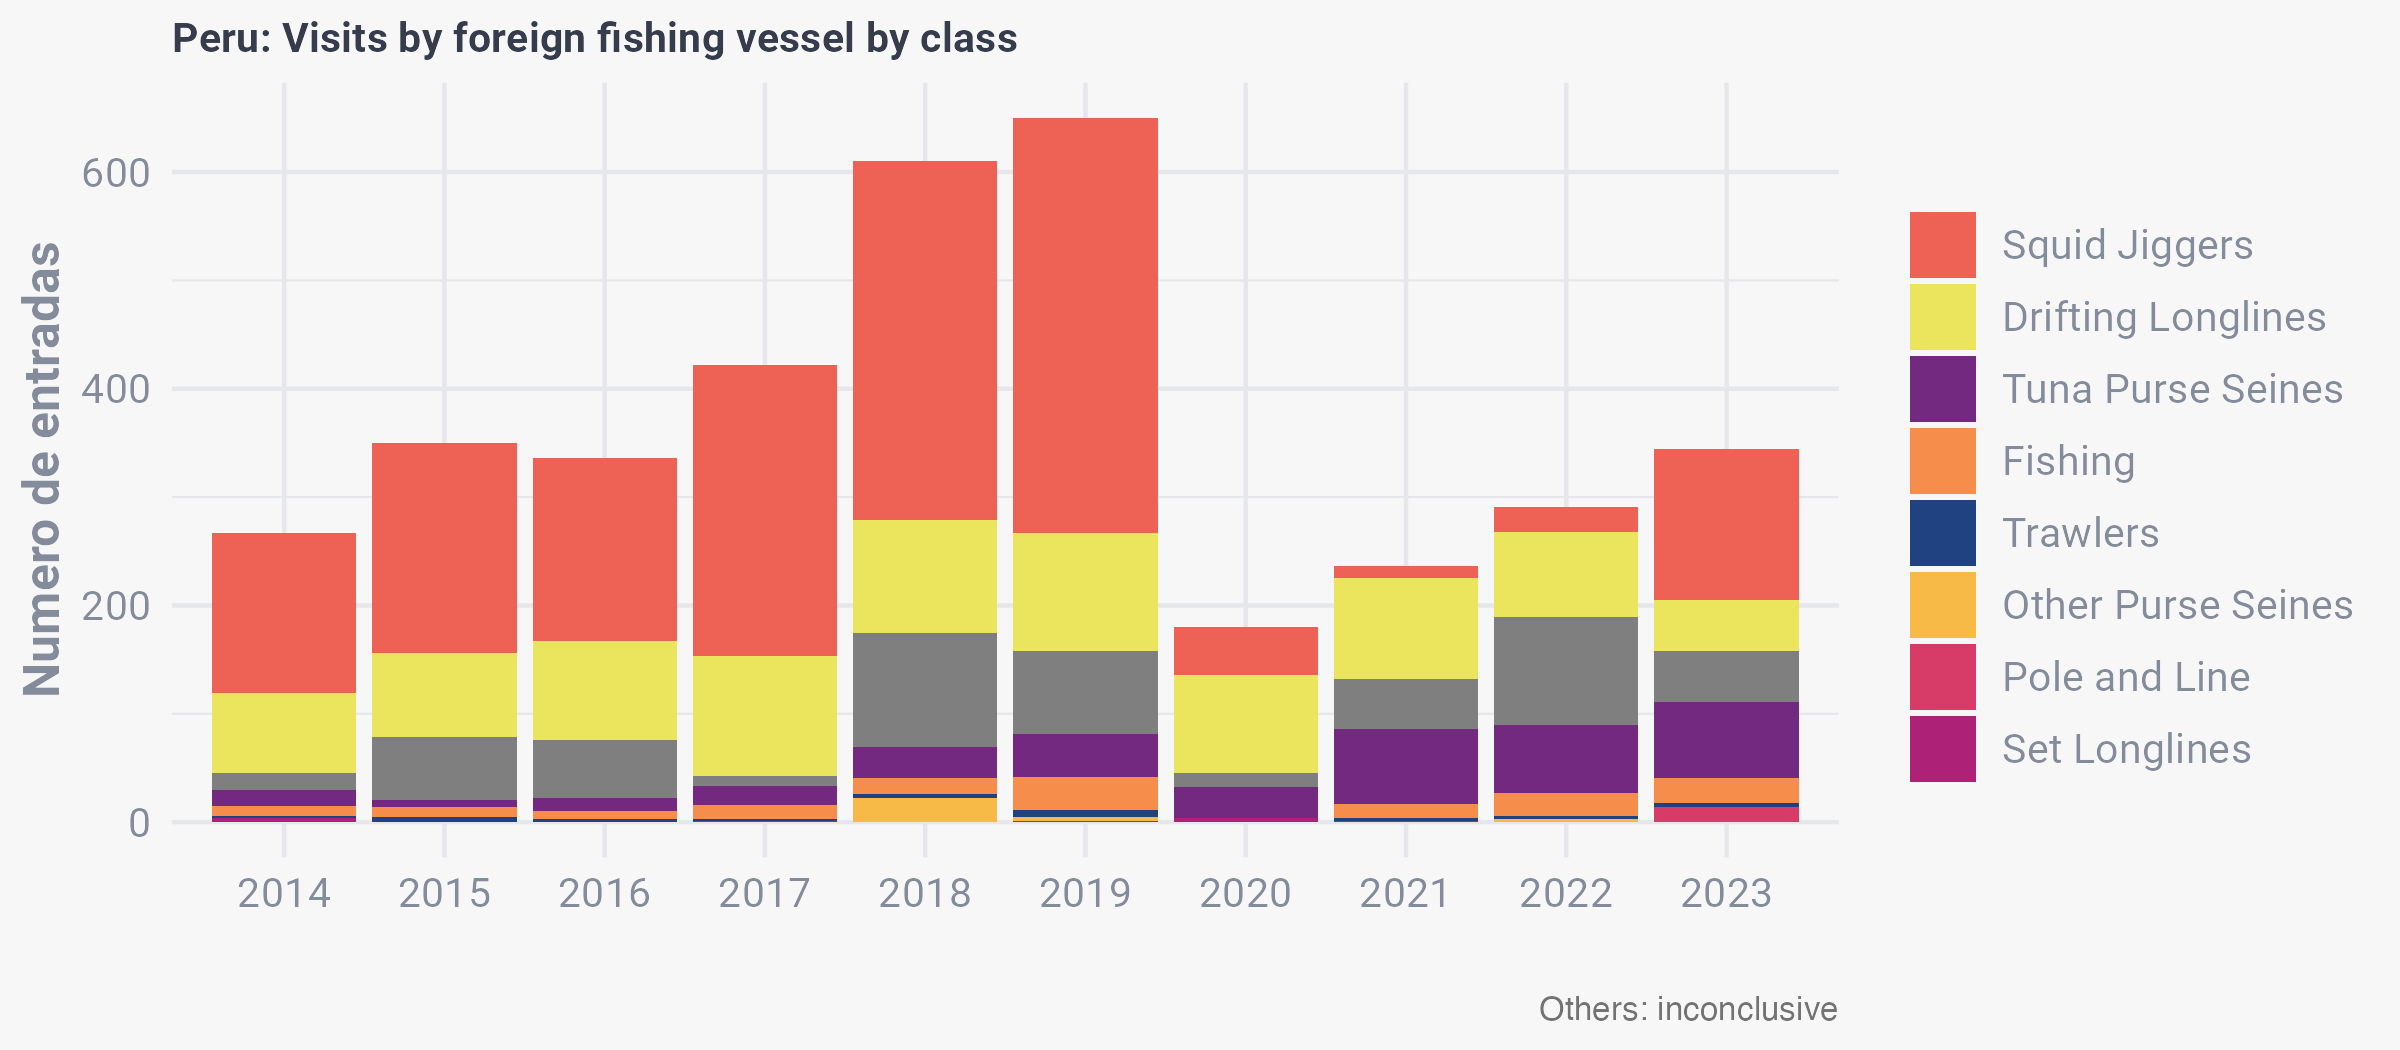 Peru: Visits by foreign fishing vessel by class
Numero de entradas
600
400
200
0
2014
2015
2016
2017
2018
2019
2020
2021
2022
2023
Squid Jiggers
Drifting Longlines
Tuna Purse Seines
Fishing
Trawlers
Other Purse Seines
Pole and Line
Set Longlines
Others: inconclusive